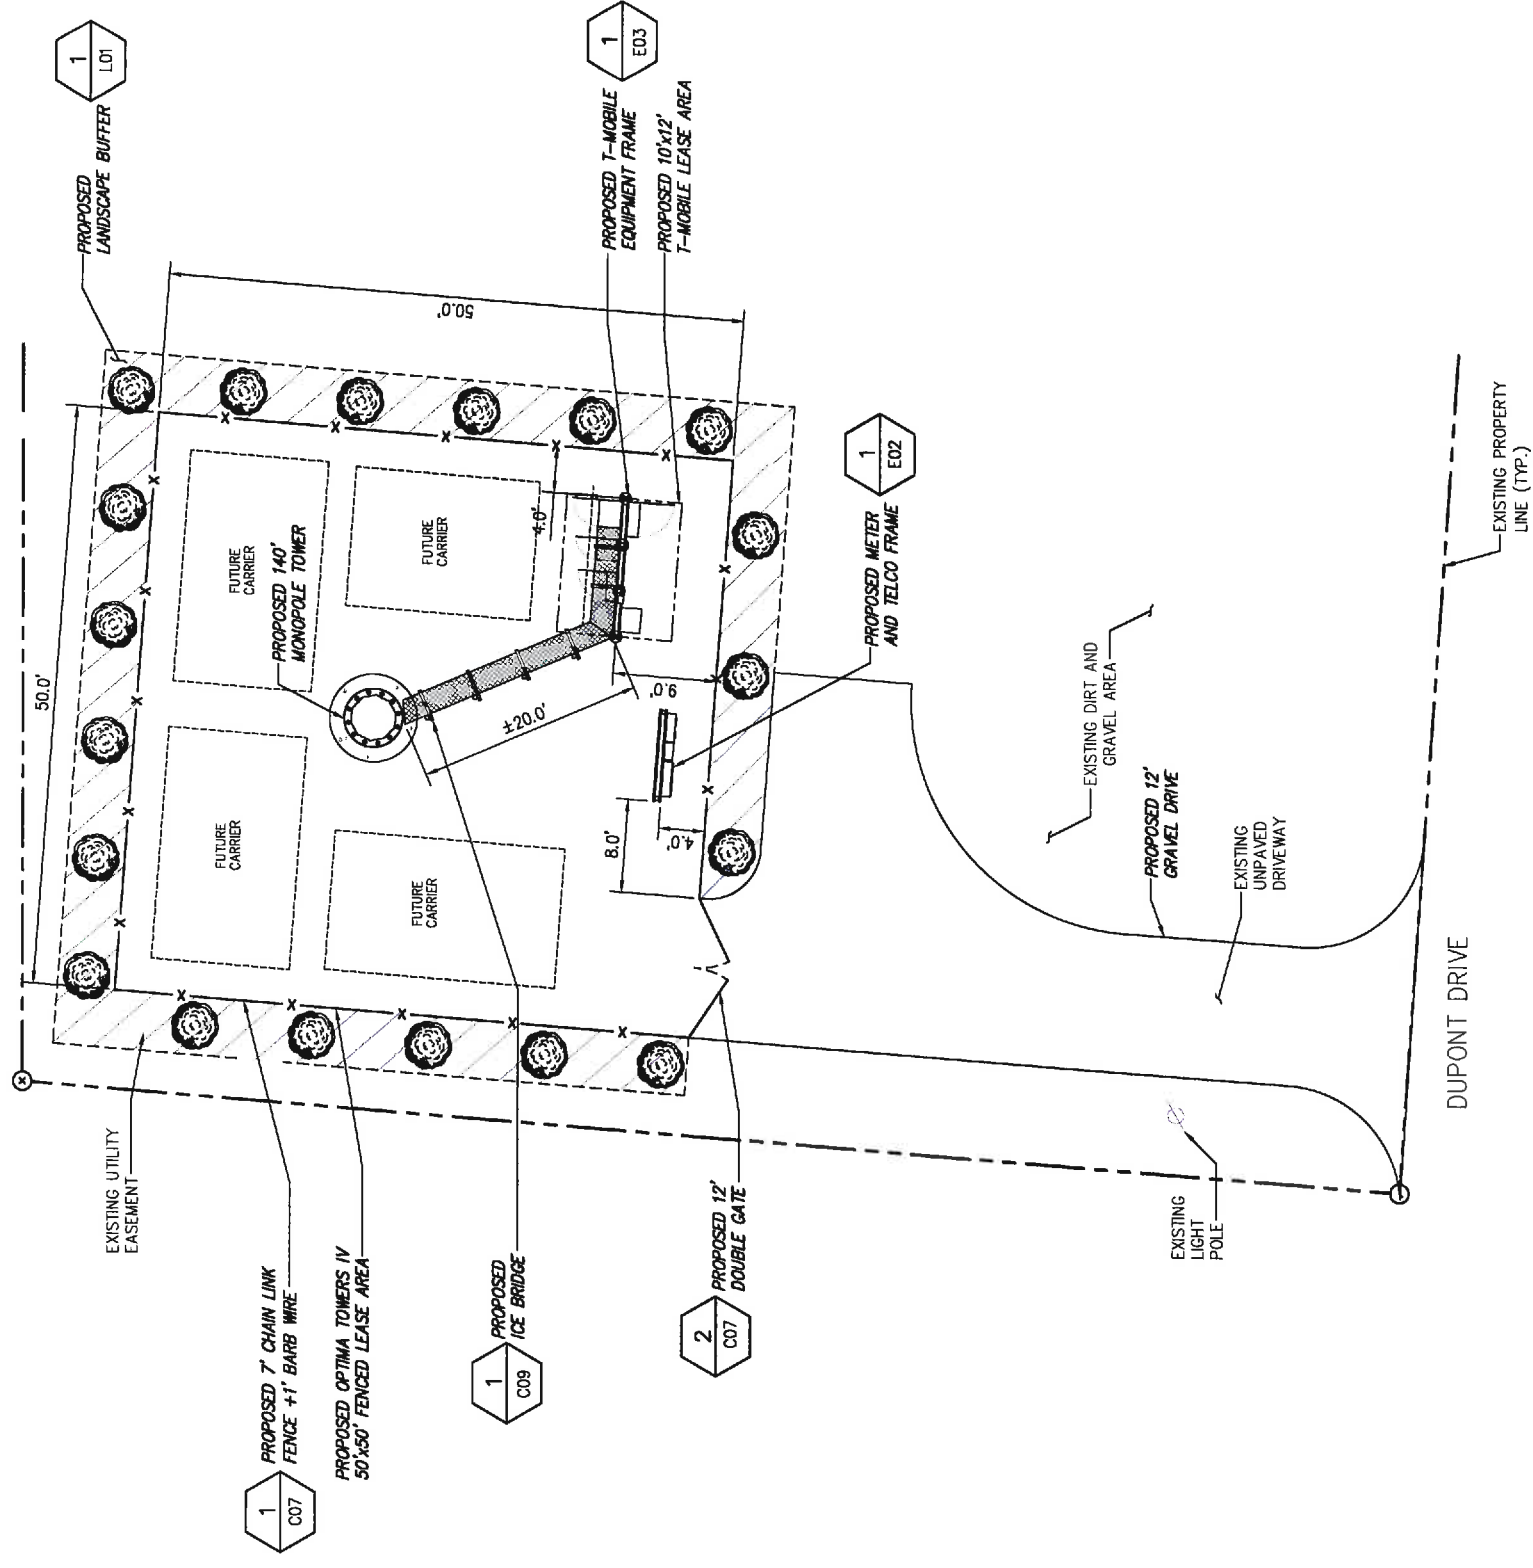 1
L01
PROPOSED
LANDSCAPE BUFFER
1
E03
PROPOSED T-MOBILE
EQUIPMENT FRAME
PROPOSED 10'x12'
T-MOBILE LEASE AREA
50.0'
50.0'
FUTURE
CARRIER
FUTURE
CARRIER
FUTURE
CARRIER
FUTURE
CARRIER
PROPOSED 140'
MONOPOLE TOWER
4.0'
±20.0'
9.0'
8.0'
4.0'
1
E02
PROPOSED METER
AND TELCO FRAME
EXISTING PROPERTY
LINE (TYP.)
EXISTING DIRT AND
GRAVEL AREA
PROPOSED 12'
GRAVEL DRIVE
EXISTING
UNPAVED
DRIVEWAY
DUPONT DRIVE
EXISTING UTILITY
EASEMENT
1
C07
PROPOSED 7' CHAIN LINK
FENCE +1' BARB WIRE
PROPOSED OPTIMA TOWERS IV
50'x50' FENCED LEASE AREA
1
C09
PROPOSED
ICE BRIDGE
2
C07
PROPOSED 12'
DOUBLE GATE
EXISTING
LIGHT
POLE